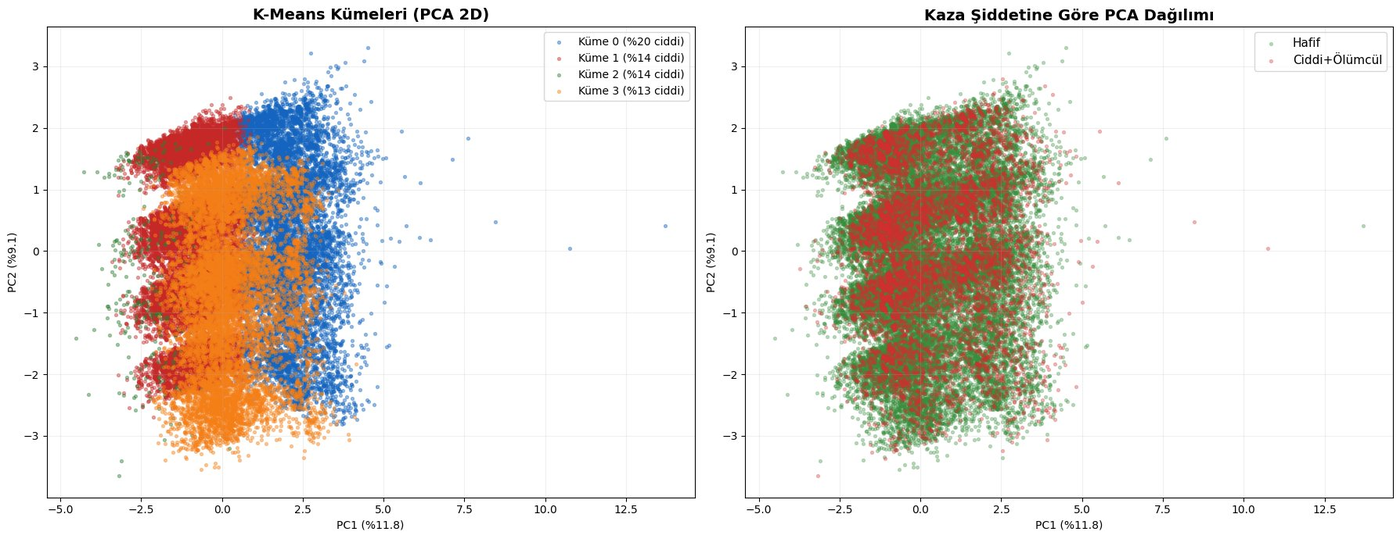 K-Means Kümeleri (PCA 2D)
Küme 0 (%20 ciddi)
Küme 1 (%14 ciddi)
Küme 2 (%14 ciddi)
Küme 3 (%13 ciddi)
3
2
1
0
−1
−2
−3
PC2 (%9.1)
−5.0 −2.5 0.0 2.5 5.0 7.5 10.0 12.5
PC1 (%11.8)
Kaza Şiddetine Göre PCA Dağılımı
Hafif
Ciddi+Ölümcül
3
2
1
0
−1
−2
−3
PC2 (%9.1)
−5.0 −2.5 0.0 2.5 5.0 7.5 10.0 12.5
PC1 (%11.8)